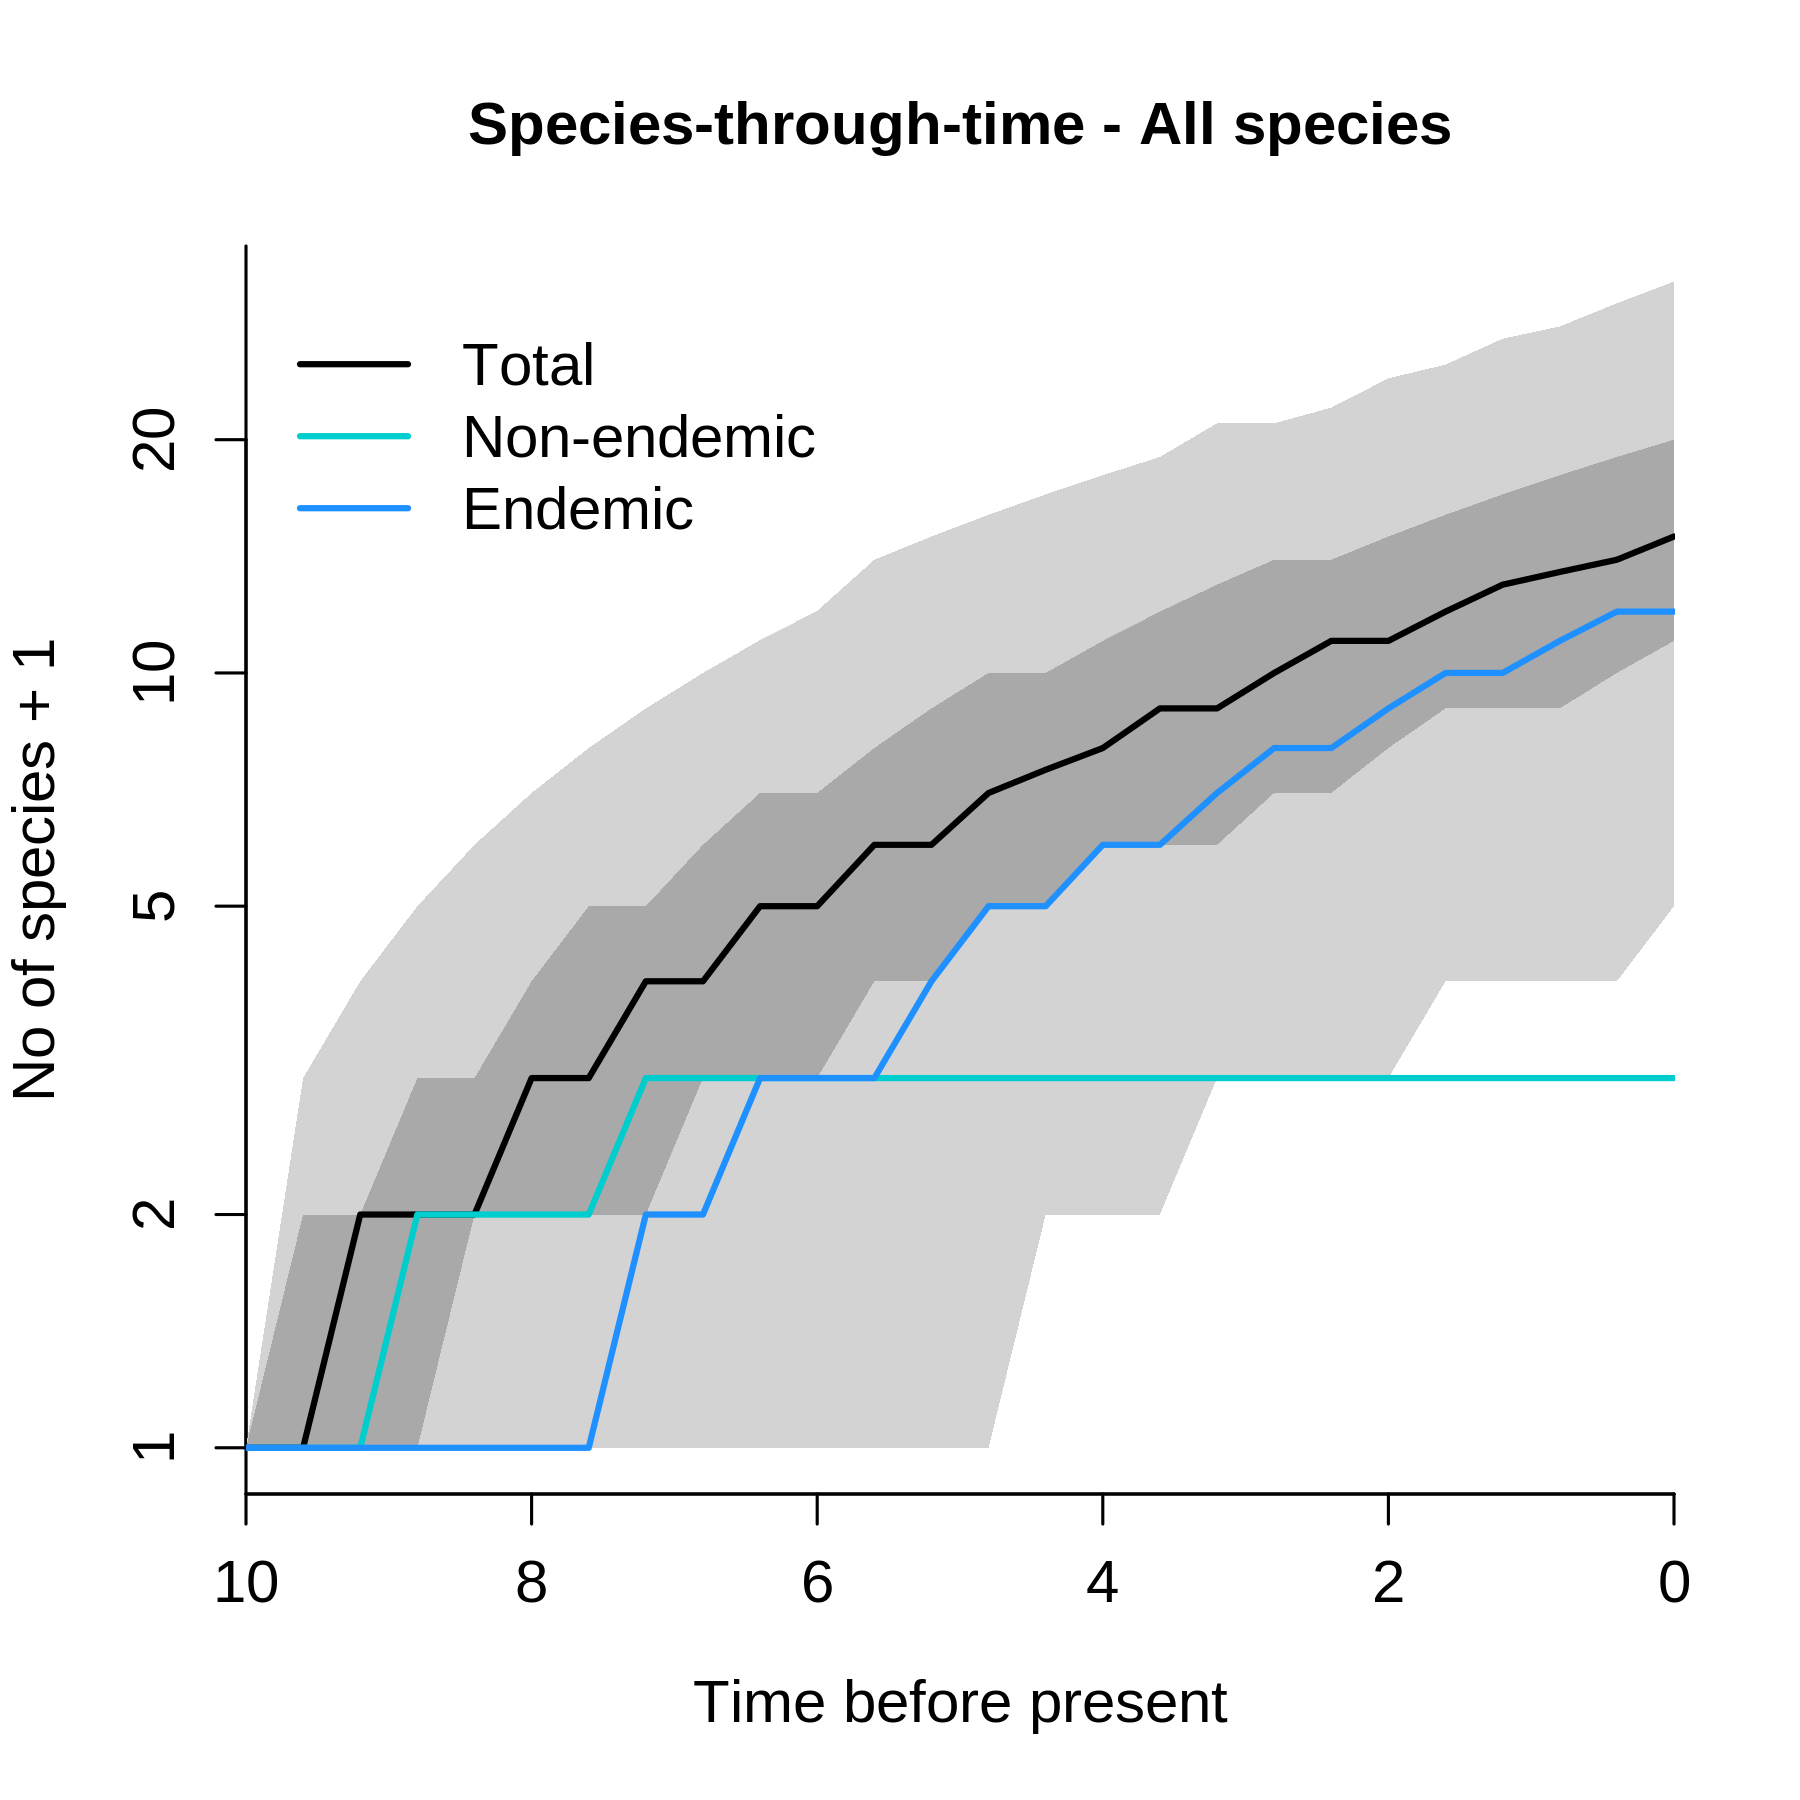 Species-through-time - All species
Total
Non-endemic
Endemic
No of species + 1
20
10
5
2
1
10 8 6 4 2 0
Time before present